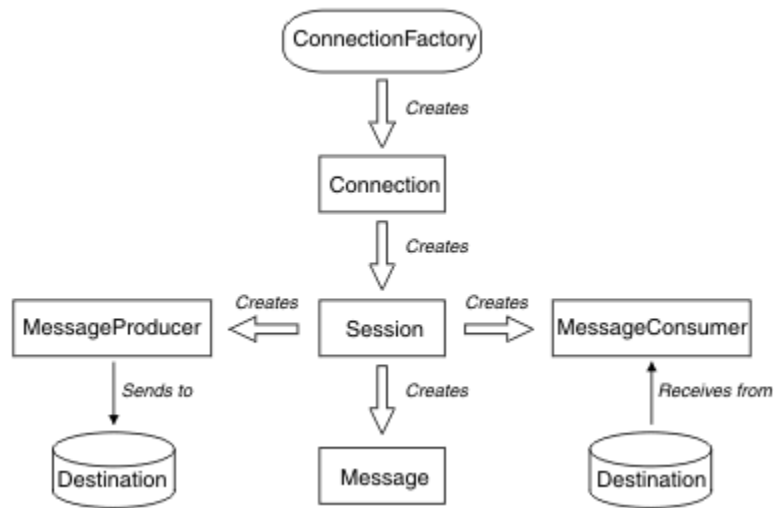 ConnectionFactory
Creates
Connection
Creates
Creates
Creates
MessageProducer
Session
MessageConsumer
Sends to
Creates
Receives from
Destination
Message
Destination